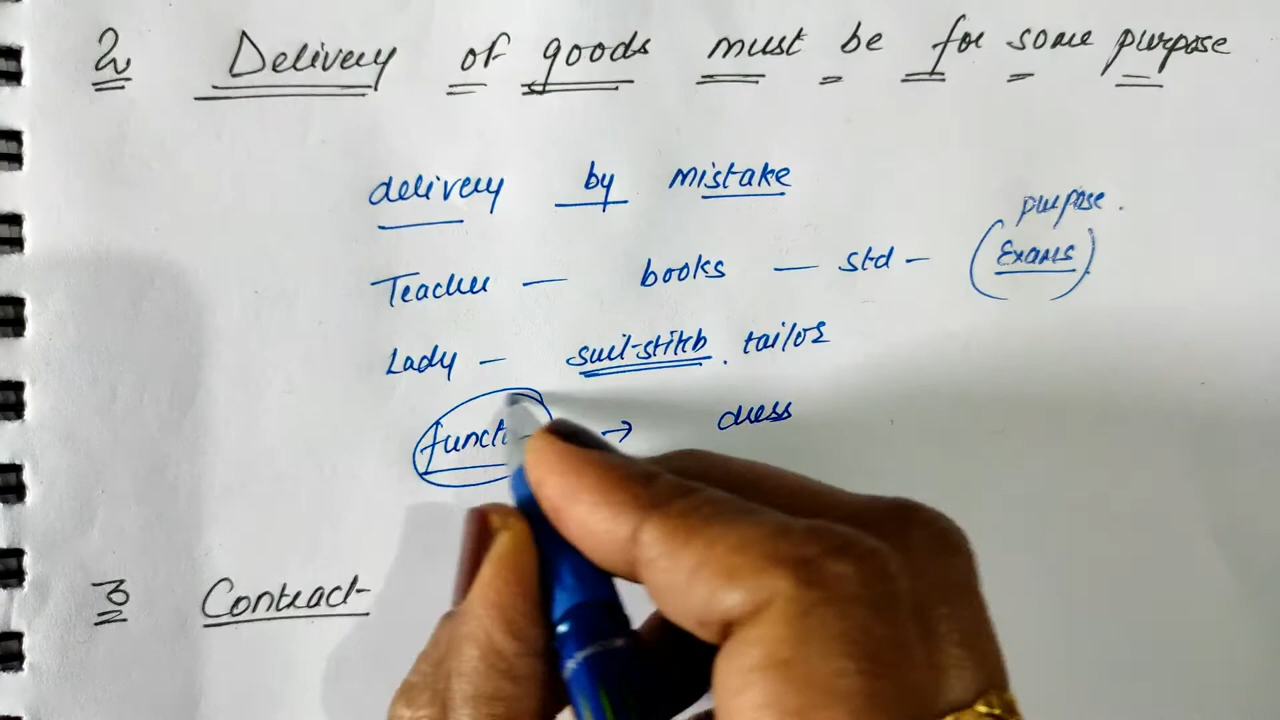 2 Delivery of goods must be for some purpose
delivery by mistake
purpose.
Teacher — books — std – (Exams)
Lady – suit-stitch. tailor
→ dress
3 Contract